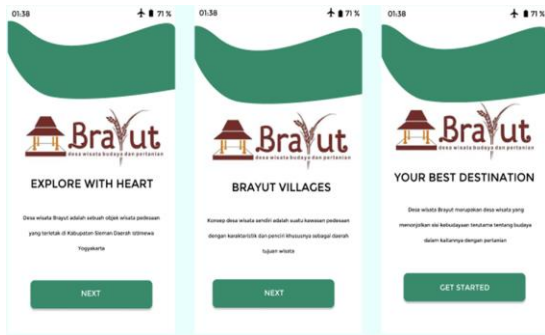 01:38
71 %
BraYut
desa wisata budaya dan pertanian
EXPLORE WITH HEART
Desa wisata Brayut adalah sebuah objek wisata pedesaan
yang terletak di Kabupaten Sleman Daerah Istimewa
Yogyakarta
NEXT
01:38
71 %
BraYut
desa wisata budaya dan pertanian
BRAYUT VILLAGES
Konsep desa wisata sendiri adalah suatu kawasan pedesaan
dengan karakteristik dan penciri khususnya sebagai daerah
tujuan wisata
NEXT
01:38
71 %
BraYut
desa wisata budaya dan pertanian
YOUR BEST DESTINATION
Desa wisata Brayut merupakan desa wisata yang
menonjolkan sisi kebudayaan terutama tentang budaya
dalam kaitannya dengan pertanian
GET STARTED